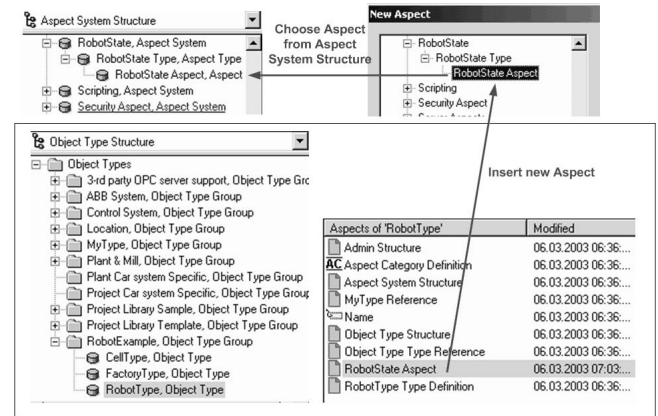 Aspect System Structure
RobotState, Aspect System
RobotState Type, Aspect Type
RobotState Aspect, Aspect
Scripting, Aspect System
Security Aspect, Aspect System
Choose Aspect
from Aspect
System Structure
New Aspect
RobotState
RobotState Type
RobotState Aspect
Scripting
Security Aspect
Insert new Aspect
Object Type Structure
Object Types
3-rd party OPC server support, Object Type Gro
ABB System, Object Type Group
Control System, Object Type Group
Location, Object Type Group
MyType, Object Type Group
Plant & Mill, Object Type Group
Plant Car system Specific, Object Type Group
Project Car system Specific, Object Type Group
Project Library Sample, Object Type Group
Project Library Template, Object Type Group
RobotExample, Object Type Group
CellType, Object Type
FactoryType, Object Type
RobotType, Object Type
Aspects of 'RobotType' Modified
Admin Structure 06.03.2003 06:36:...
AC Aspect Category Definition 06.03.2003 06:36:...
Aspect System Structure 06.03.2003 06:36:...
MyType Reference 06.03.2003 06:36:...
Name 06.03.2003 06:36:...
Object Type Structure 06.03.2003 06:36:...
Object Type Type Reference 06.03.2003 06:36:...
RobotState Aspect 06.03.2003 07:03:...
RobotType Type Definition 06.03.2003 06:36:...